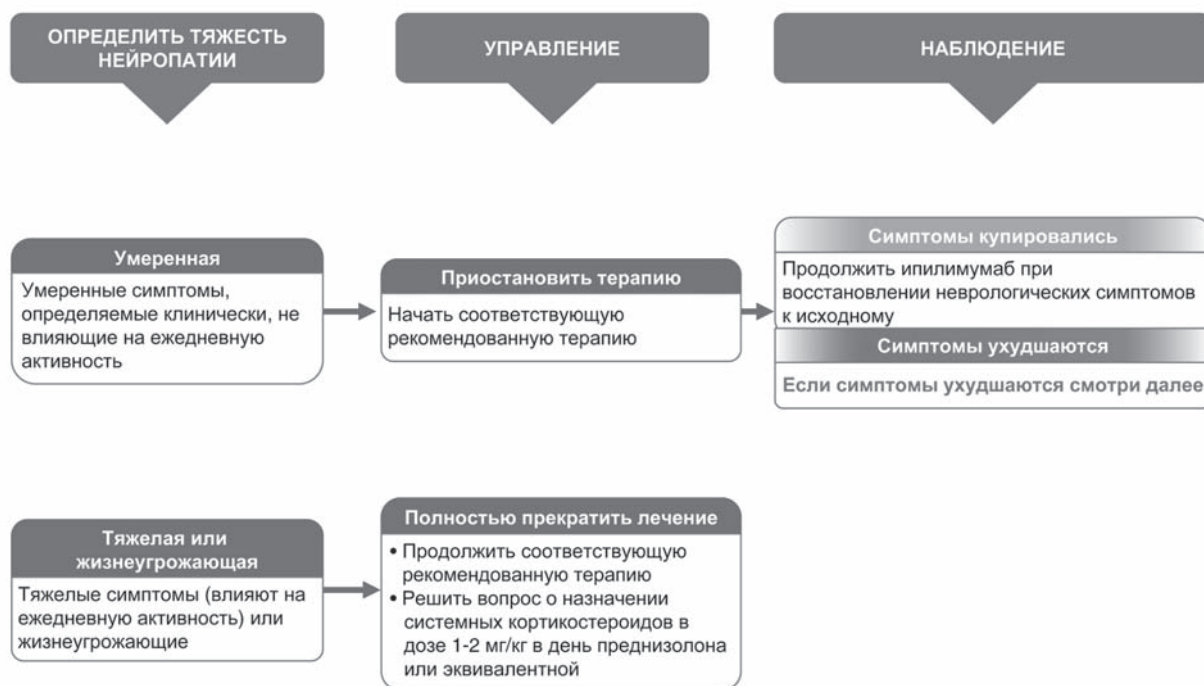 ОПРЕДЕЛИТЬ ТЯЖЕСТЬ
НЕЙРОПАТИИ
УПРАВЛЕНИЕ
НАБЛЮДЕНИЕ
Умеренная
Умеренные симптомы,
определяемые клинически, не
влияющие на ежедневную
активность
Приостановить терапию
Начать соответствующую
рекомендованную терапию
Симптомы купировались
Продолжить ипилимумаб при
восстановлении неврологических симптомов
к исходному
Симптомы ухудшаются
Если симптомы ухудшаются смотри далее
Тяжелая или
жизнеугрожающая
Тяжелые симптомы (влияют на
ежедневную активность) или
жизнеугрожающие
Полностью прекратить лечение
• Продолжить соответствующую
рекомендованную терапию
• Решить вопрос о назначении
системных кортикостероидов в
дозе 1-2 мг/кг в день преднизолона
или эквивалентной